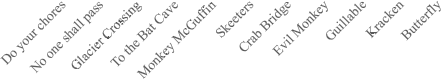 Do your chores
No one shall pass
Glacier Crossing
To the Bat Cave
Monkey McGuffin
Skeeters
Crab Bridge
Evil Monkey
Guillable
Kracken
Butterfly